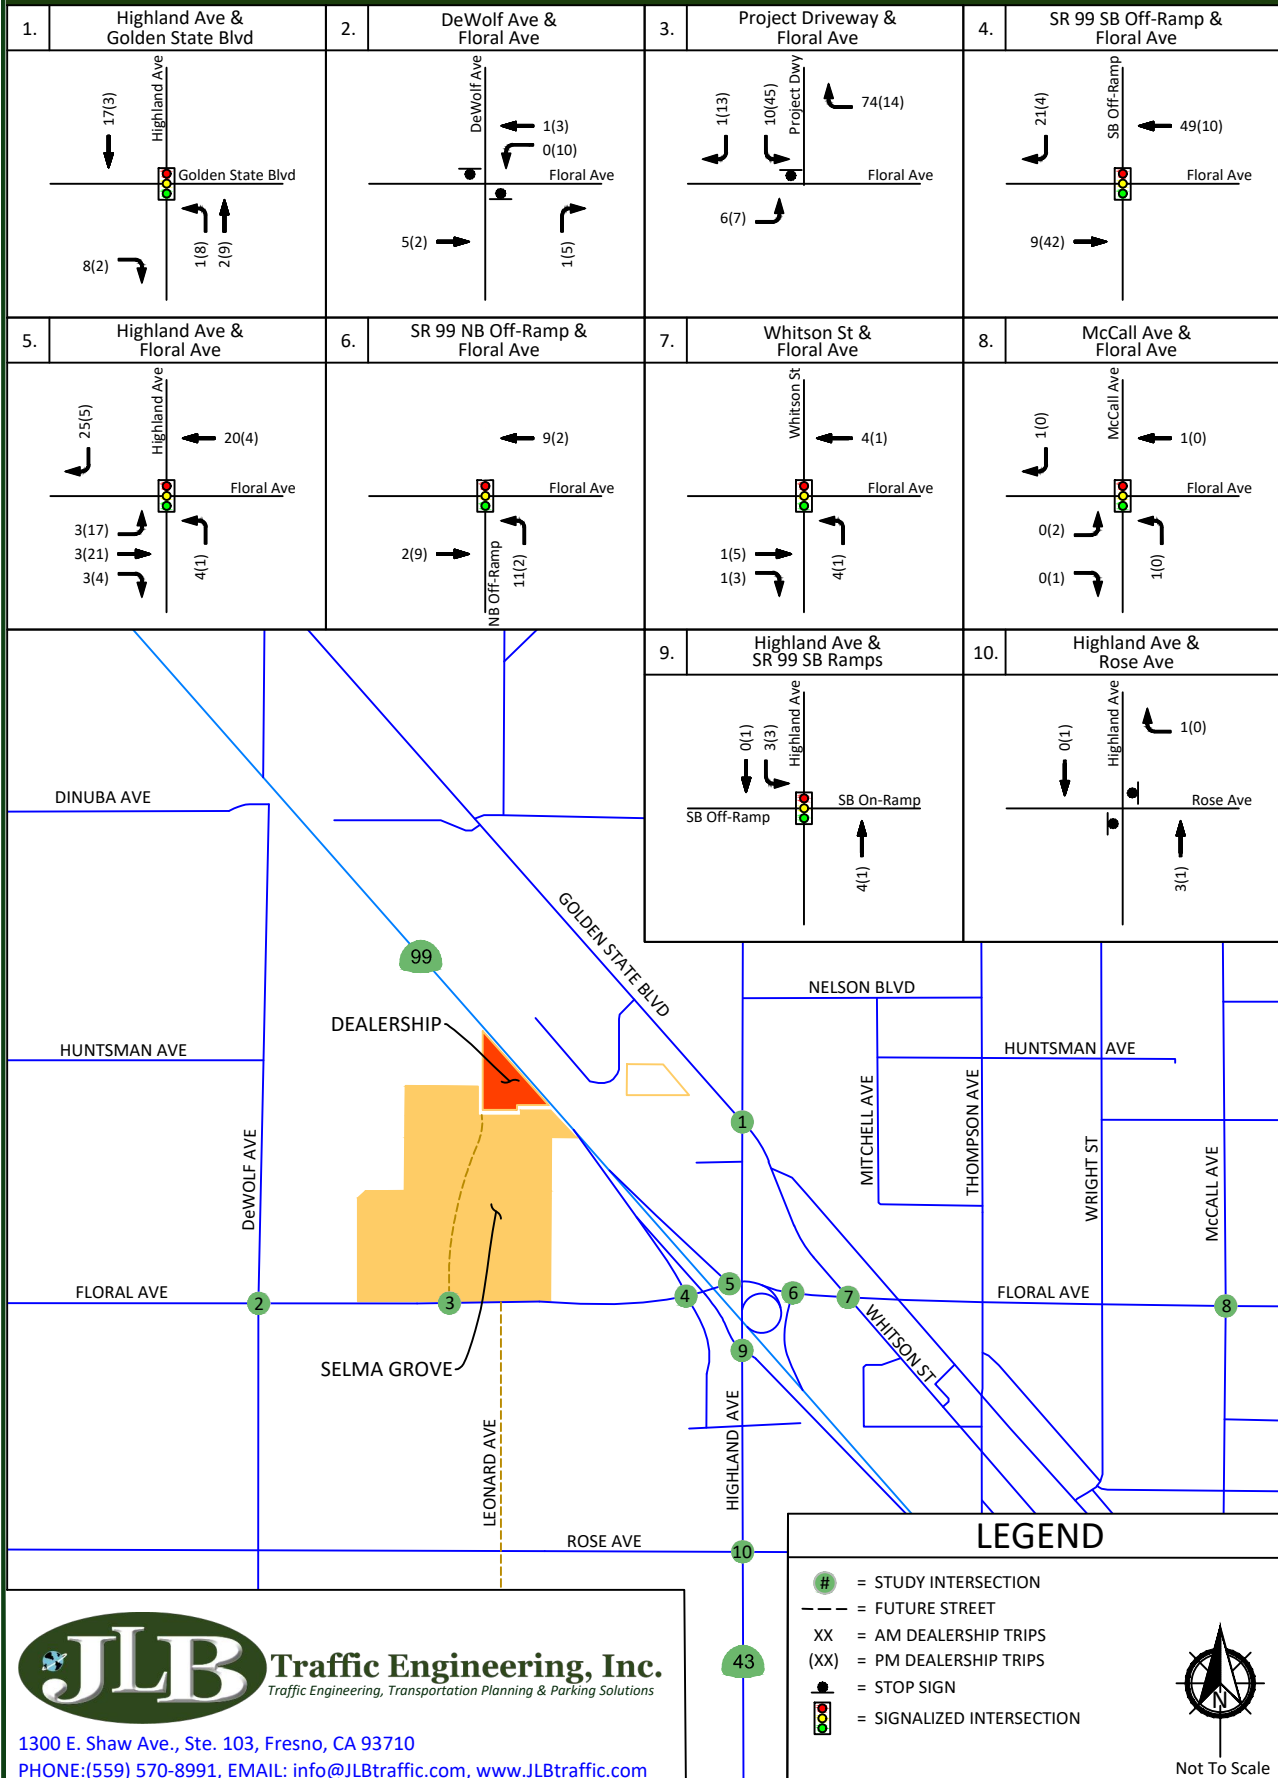 1.
Highland Ave &
Golden State Blvd
17(3)
Highland Ave
Golden State Blvd
8(2)
1(8)
2(9)
2.
DeWolf Ave &
Floral Ave
DeWolf Ave
1(3)
0(10)
Floral Ave
5(2)
1(5)
3.
Project Driveway &
Floral Ave
1(13)
10(45)
Project Dwy
74(14)
Floral Ave
6(7)
4.
SR 99 SB Off-Ramp &
Floral Ave
21(4)
SB Off-Ramp
49(10)
Floral Ave
9(42)
5.
Highland Ave &
Floral Ave
25(5)
Highland Ave
20(4)
Floral Ave
3(17)
3(21)
3(4)
4(1)
6.
SR 99 NB Off-Ramp &
Floral Ave
9(2)
Floral Ave
2(9)
NB Off-Ramp
11(2)
7.
Whitson St &
Floral Ave
Whitson St
4(1)
Floral Ave
1(5)
1(3)
4(1)
8.
McCall Ave &
Floral Ave
1(0)
McCall Ave
1(0)
Floral Ave
0(2)
0(1)
1(0)
9.
Highland Ave &
SR 99 SB Ramps
0(1)
3(3)
Highland Ave
SB On-Ramp
SB Off-Ramp
4(1)
10.
Highland Ave &
Rose Ave
0(1)
Highland Ave
1(0)
Rose Ave
3(1)
DINUBA AVE
99
GOLDEN STATE BLVD
NELSON BLVD
DEALERSHIP
HUNTSMAN AVE
HUNTSMAN AVE
MITCHELL AVE
THOMPSON AVE
WRIGHT ST
McCALL AVE
DeWOLF AVE
1
FLORAL AVE
2
3
4
5
6
7
FLORAL AVE
8
9
WHITSON ST
SELMA GROVE
LEONARD AVE
HIGHLAND AVE
ROSE AVE
10
43
LEGEND
# = STUDY INTERSECTION
= FUTURE STREET
XX = AM DEALERSHIP TRIPS
(XX) = PM DEALERSHIP TRIPS
= STOP SIGN
= SIGNALIZED INTERSECTION
N
Not To Scale
JLB
Traffic Engineering, Inc.
Traffic Engineering, Transportation Planning & Parking Solutions
1300 E. Shaw Ave., Ste. 103, Fresno, CA 93710
PHONE:(559) 570-8991, EMAIL: info@JLBtraffic.com, www.JLBtraffic.com